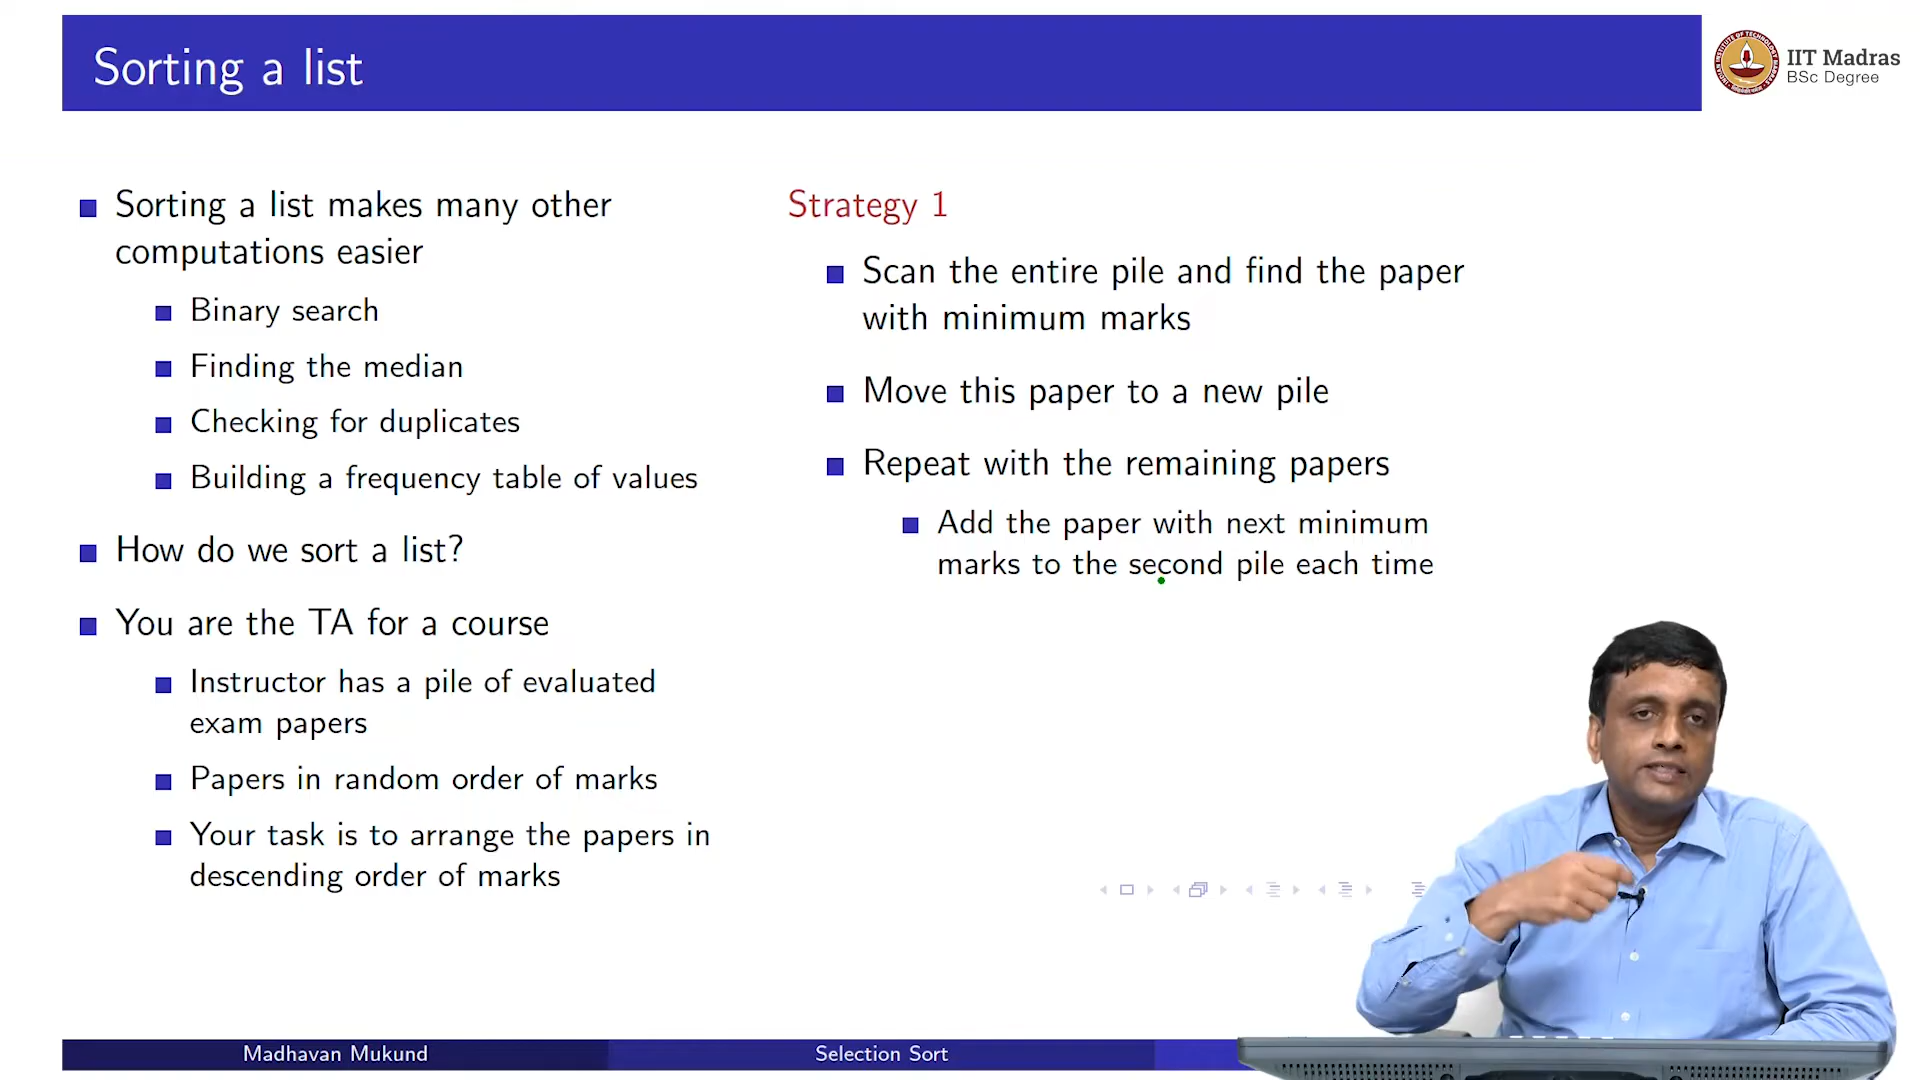 Sorting a list
IIT Madras
BSc Degree
Sorting a list makes many other
computations easier
Binary search
Finding the median
Checking for duplicates
Building a frequency table of values
How do we sort a list?
You are the TA for a course
Instructor has a pile of evaluated
exam papers
Papers in random order of marks
Your task is to arrange the papers in
descending order of marks
Strategy 1
Scan the entire pile and find the paper
with minimum marks
Move this paper to a new pile
Repeat with the remaining papers
Add the paper with next minimum
marks to the second pile each time
Madhavan Mukund
Selection Sort